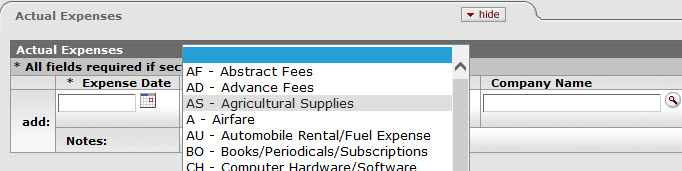 Actual Expenses
hide
Actual Expenses
* All fields required if sec
* Expense Date
Company Name
add:
Notes:
AF - Abstract Fees
AD - Advance Fees
AS - Agricultural Supplies
A - Airfare
AU - Automobile Rental/Fuel Expense
BO - Books/Periodicals/Subscriptions
CH - Computer Hardware/Software